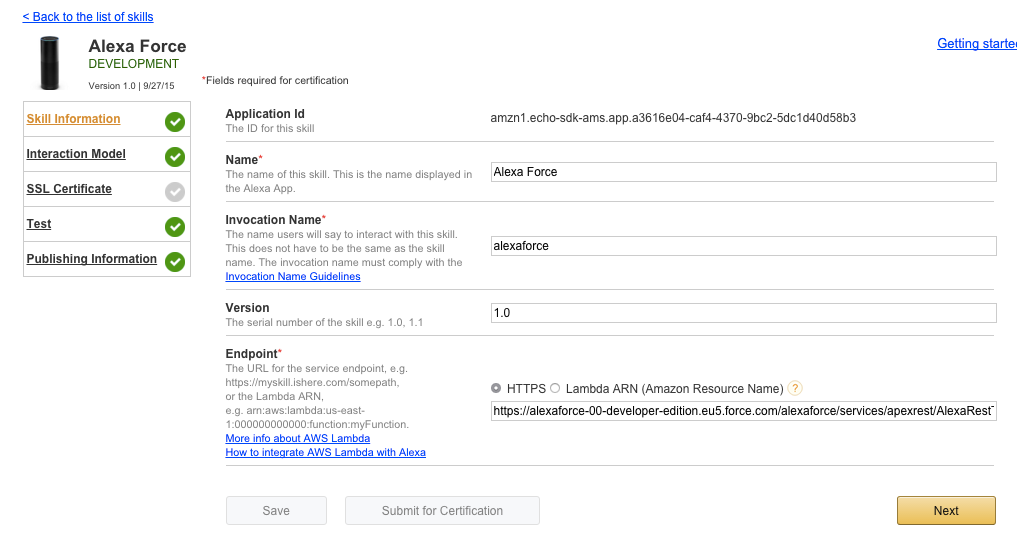 < Back to the list of skills
Alexa Force
DEVELOPMENT
Version 1.0 | 9/27/15
Getting starte
*Fields required for certification
Skill Information
Interaction Model
SSL Certificate
Test
Publishing Information
Application Id
The ID for this skill
amzn1.echo-sdk-ams.app.a3616e04-caf4-4370-9bc2-5dc1d40d58b3
Name*
The name of this skill. This is the name displayed in
the Alexa App.
Alexa Force
Invocation Name*
The name users will say to interact with this skill.
This does not have to be the same as the skill
name. The invocation name must comply with the
Invocation Name Guidelines
alexaforce
Version
The serial number of the skill e.g. 1.0, 1.1
1.0
Endpoint*
The URL for the service endpoint, e.g.
https://myskill.ishere.com/somepath,
or the Lambda ARN,
e.g. arn:aws:lambda:us-east-
1:000000000000:function:myFunction.
More info about AWS Lambda
How to integrate AWS Lambda with Alexa
HTTPS Lambda ARN (Amazon Resource Name) ?
https://alexaforce-00-developer-edition.eu5.force.com/alexaforce/services/apexrest/AlexaRest
Save
Submit for Certification
Next